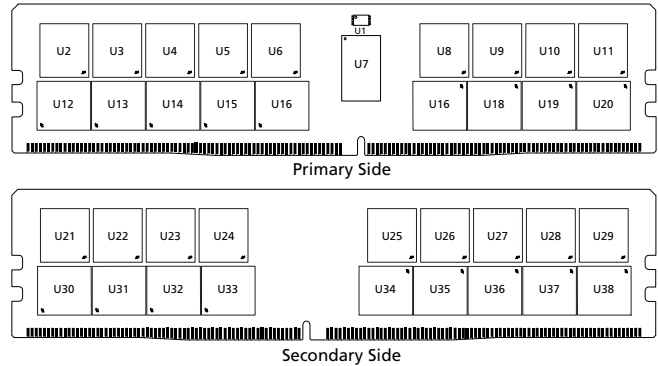 U1
U2 U3 U4 U5 U6 U7 U8 U9 U10 U11
U12 U13 U14 U15 U16 U16 U18 U19 U20
Primary Side
U21 U22 U23 U24 U25 U26 U27 U28 U29
U30 U31 U32 U33 U34 U35 U36 U37 U38
Secondary Side